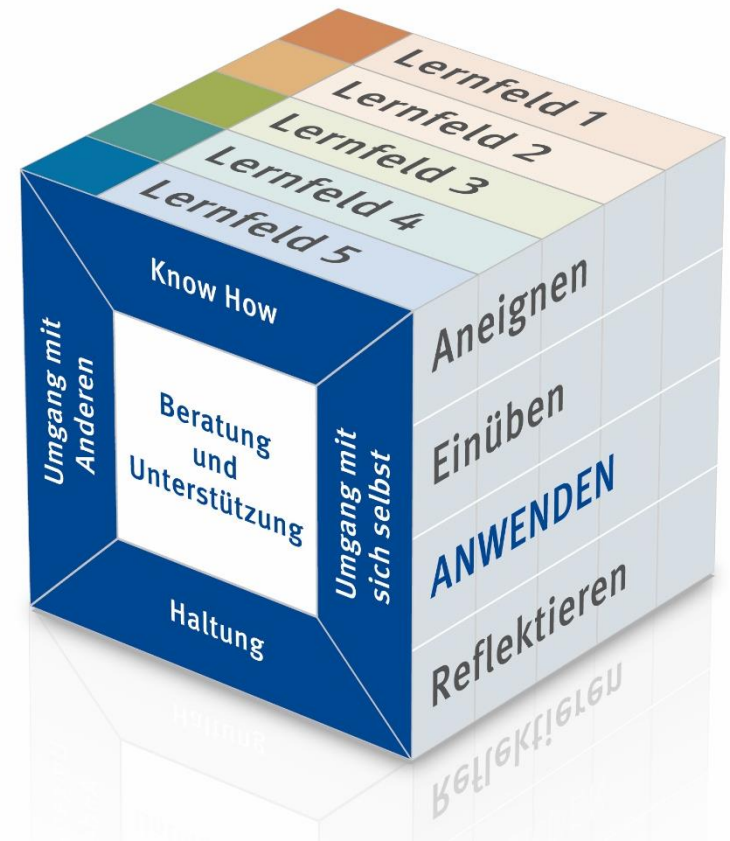 Lernfeld 1
Lernfeld 2
Lernfeld 3
Lernfeld 4
Lernfeld 5
Know How
Umgang mit
Anderen
Beratung
und
Unterstützung
Umgang mit
sich selbst
Haltung
Aneignen
Einüben
ANWENDEN
Reflektieren